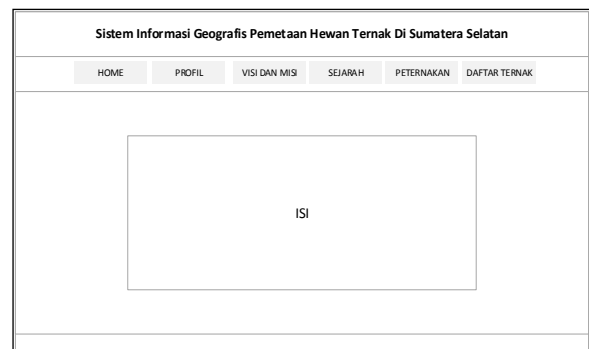 Sistem Informasi Geografis Pemetaan Hewan Ternak Di Sumatera Selatan
HOME PROFIL VISI DAN MISI SEJARAH PETERNAKAN DAFTAR TERNAK
ISI